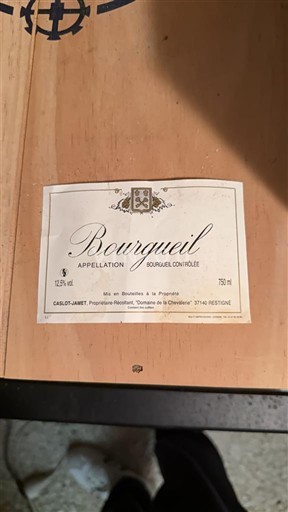 Bourgueil
APPELLATION BOURGUEIL CONTRÔLÉE
12,5% vol 750 ml
Mis en Bouteilles à la Propriété
CASLOT-JAMET, Propriétaire-Récoltant, "Domaine de la Chevalerie" 37140 RESTIGNÉ